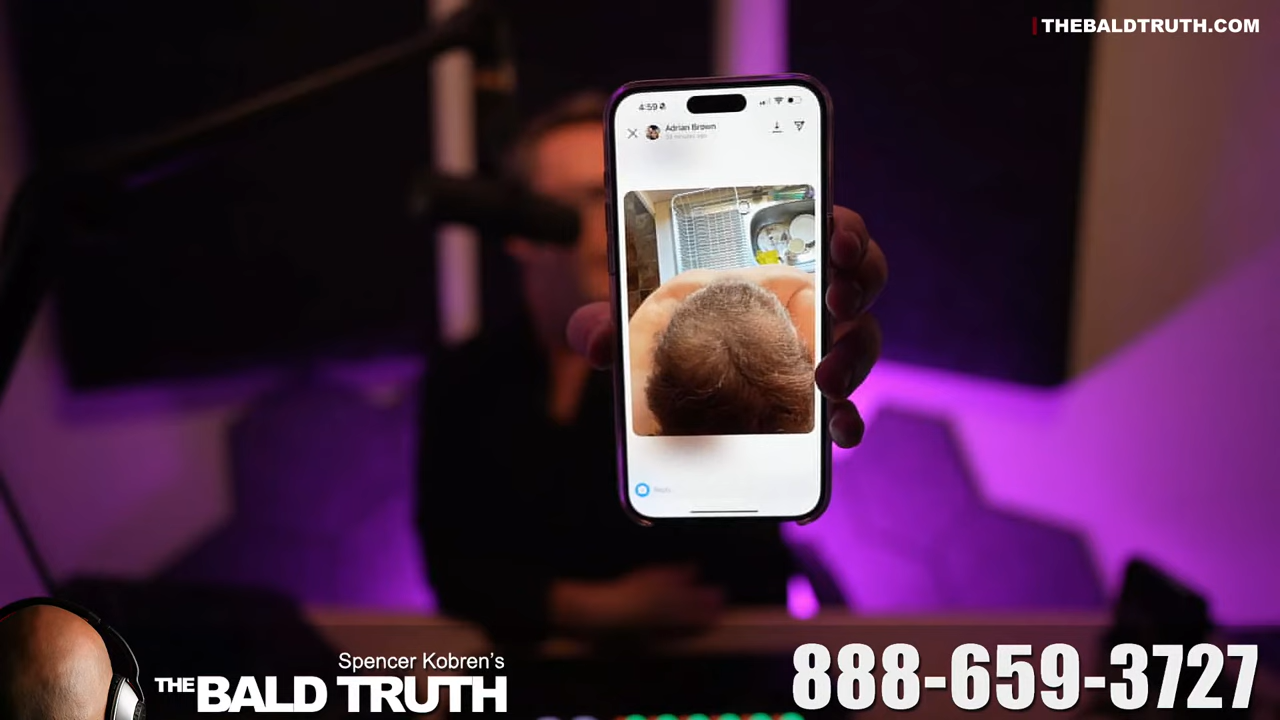 THEBALDTRUTH.COM
4:59
Adrian Brown
Spencer Kobren's
THE BALD TRUTH
888-659-3727